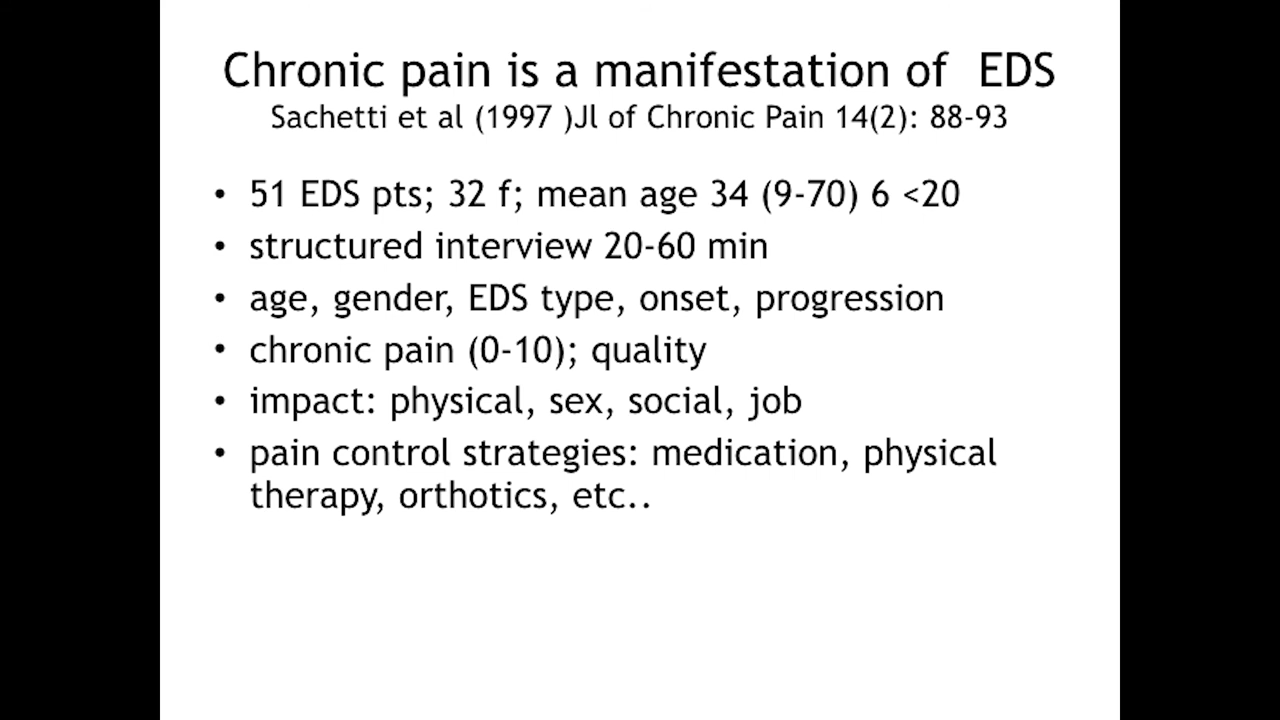 Chronic pain is a manifestation of  EDS
Sachetti et al (1997 )Jl of Chronic Pain 14(2): 88-93
• 51 EDS pts; 32 f; mean age 34 (9-70) 6 <20
• structured interview 20-60 min
• age, gender, EDS type, onset, progression
• chronic pain (0-10); quality
• impact: physical, sex, social, job
• pain control strategies: medication, physical
therapy, orthotics, etc..